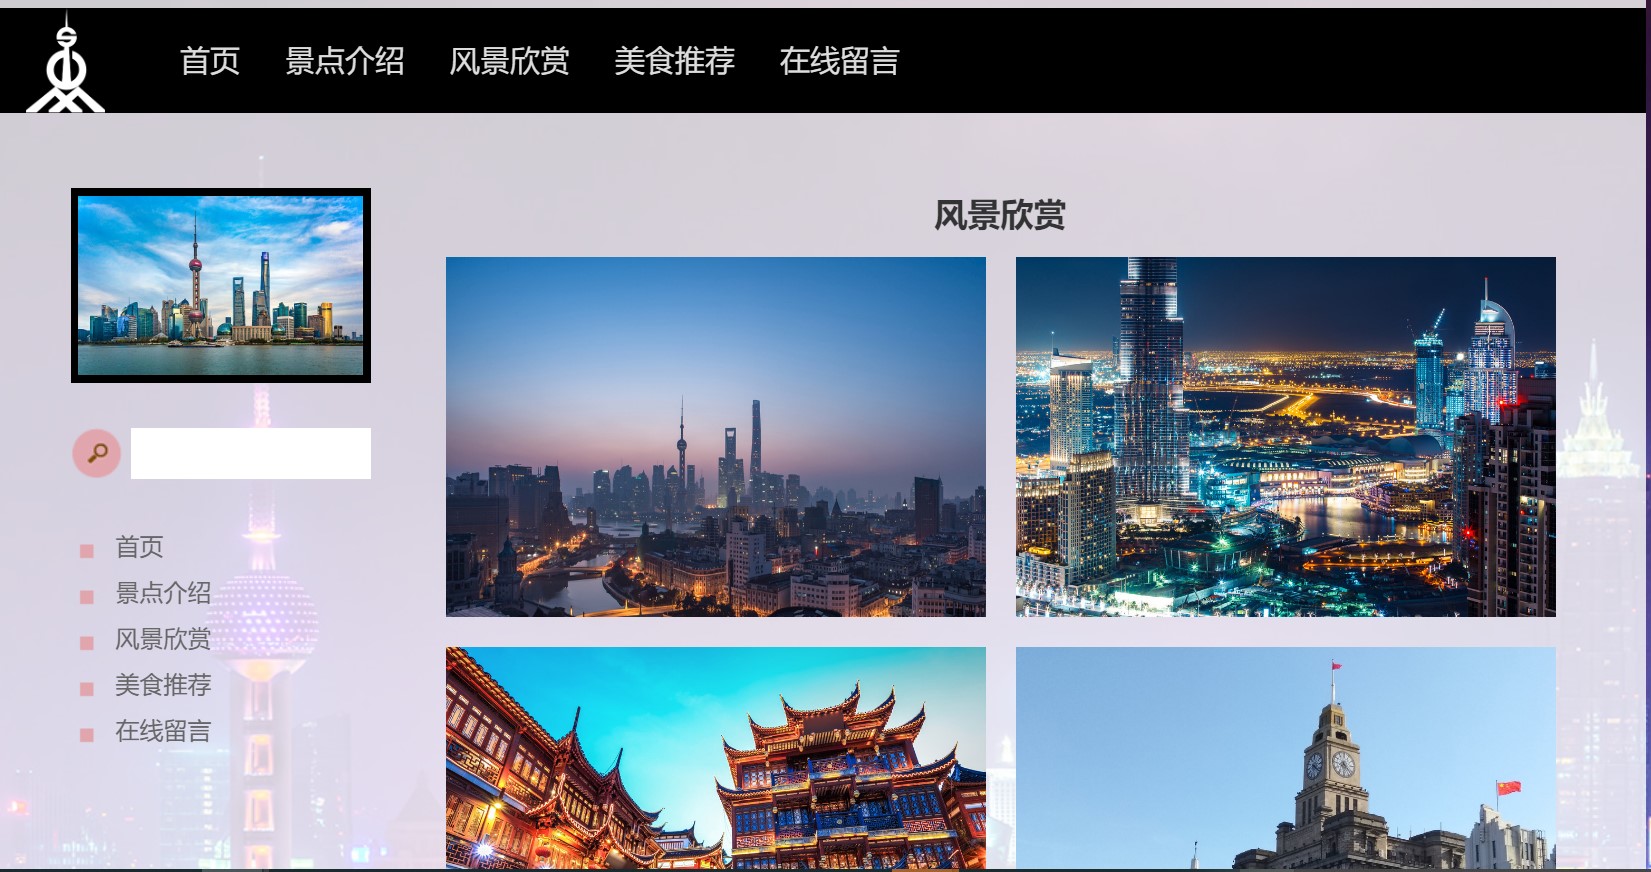 首页 景点介绍 风景欣赏 美食推荐 在线留言
风景欣赏
首页
景点介绍
风景欣赏
美食推荐
在线留言